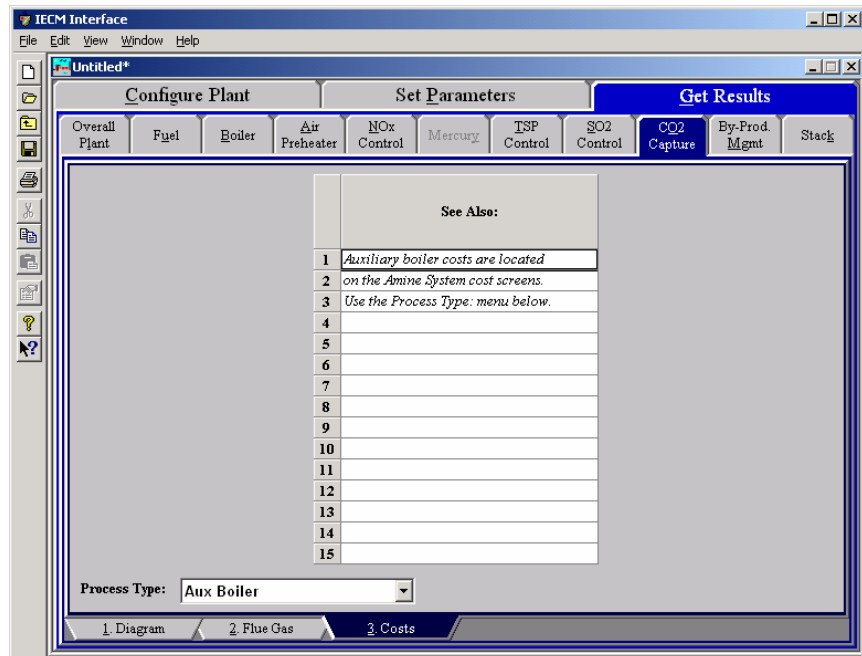 IECM Interface
File Edit View Window Help
Untitled*
Configure Plant Set Parameters Get Results
Overall Plant Fuel Boiler Air Preheater NOx Control Mercury TSP Control SO2 Control CO2 Capture By-Prod. Mgmt Stack
See Also:
1 Auxiliary boiler costs are located
2 on the Amine System cost screens.
3 Use the Process Type: menu below.
4
5
6
7
8
9
10
11
12
13
14
15
Process Type: Aux Boiler
1. Diagram 2. Flue Gas 3. Costs